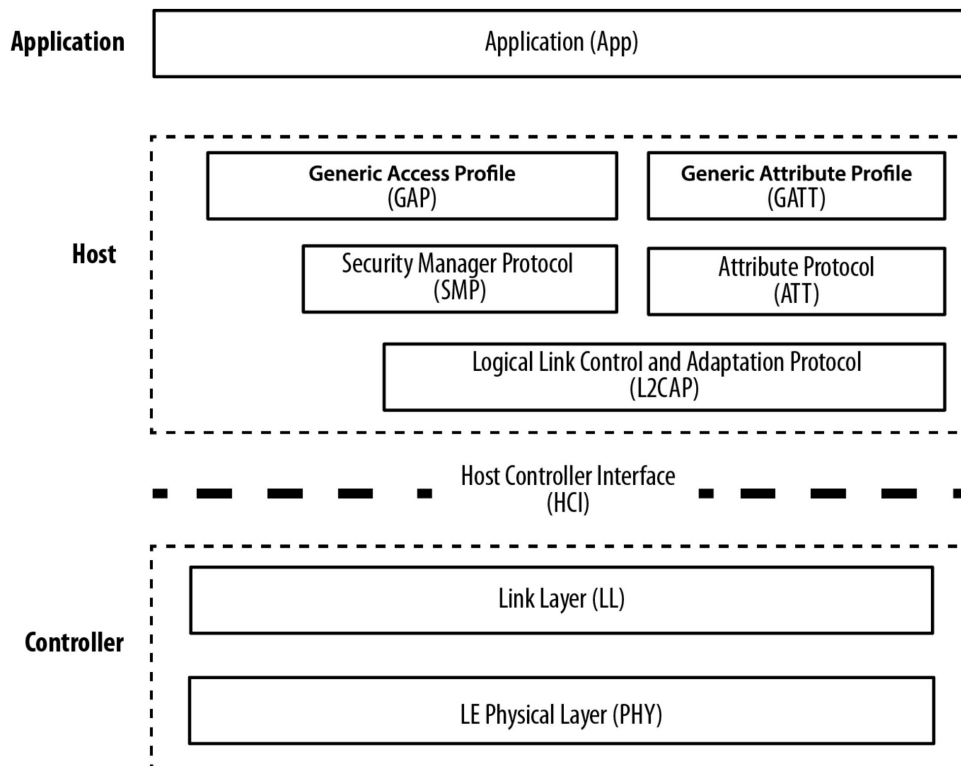 Application
Application (App)
Generic Access Profile
(GAP)
Generic Attribute Profile
(GATT)
Host
Security Manager Protocol
(SMP)
Attribute Protocol
(ATT)
Logical Link Control and Adaptation Protocol
(L2CAP)
Host Controller Interface
(HCI)
Controller
Link Layer (LL)
LE Physical Layer (PHY)